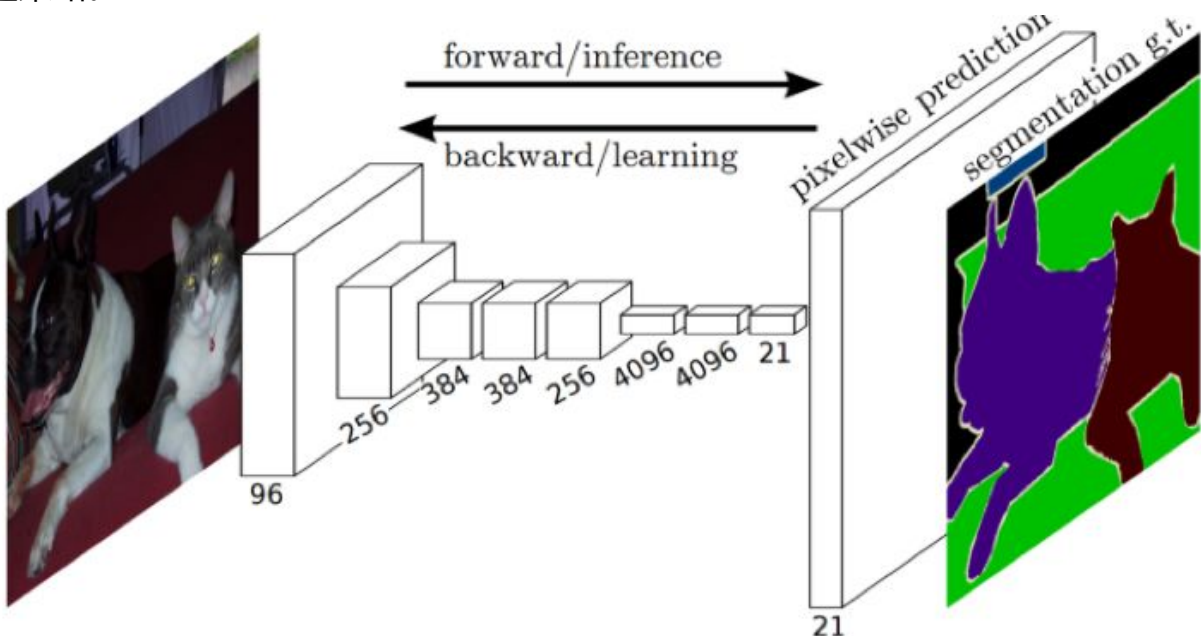 forward/inference
backward/learning
pixelwise prediction
segmentation g.t.
96
256
384
384
256
4096
4096
21
21